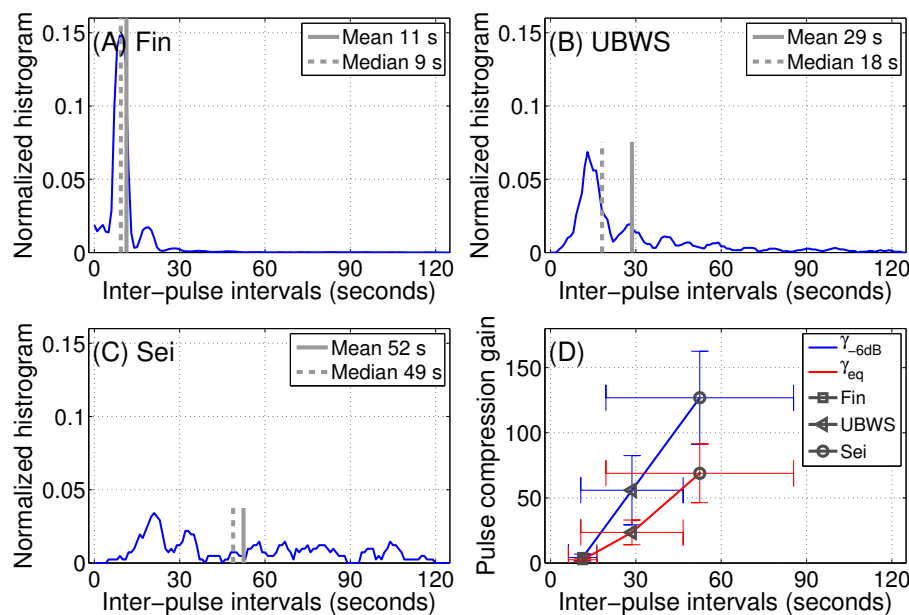 (A) Fin
Mean 11 s
Median 9 s
Normalized histrogram
0.15
0.1
0.05
0
0 30 60 90 120
Inter-pulse intervals (seconds)
(B) UBWS
Mean 29 s
Median 18 s
Normalized histrogram
0.15
0.1
0.05
0
0 30 60 90 120
Inter-pulse intervals (seconds)
(C) Sei
Mean 52 s
Median 49 s
Normalized histrogram
0.15
0.1
0.05
0
0 30 60 90 120
Inter-pulse intervals (seconds)
(D)
γ-6dB
γeq
Fin
UBWS
Sei
Pulse compression gain
150
100
50
0
0 30 60 90 120
Inter-pulse intervals (seconds)